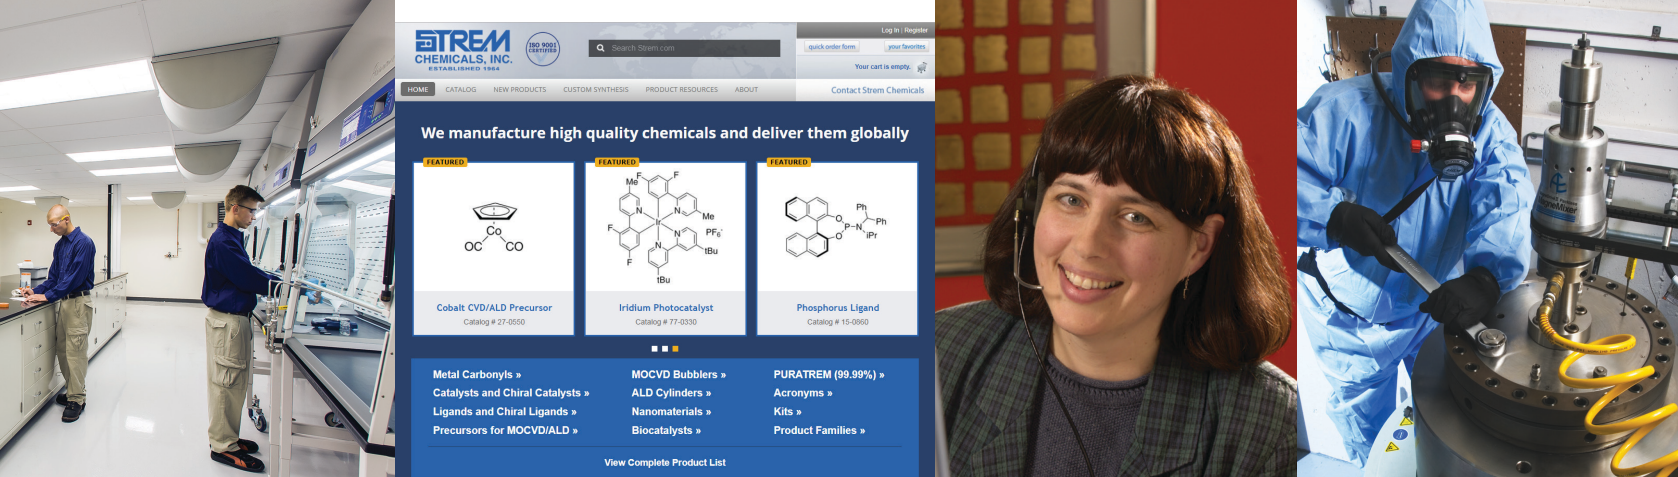 STREM
CHEMICALS, INC.
ESTABLISHED 1964
ISO 9001
CERTIFIED
Search Strem.com
Log In | Register
quick order form
your favorites
Your cart is empty.
HOME
CATALOG
NEW PRODUCTS
CUSTOM SYNTHESIS
PRODUCT RESOURCES
ABOUT
Contact Strem Chemicals
We manufacture high quality chemicals and deliver them globally
FEATURED
Co
OC
CO
Cobalt CVD/ALD Precursor
Catalog # 27-0550
FEATURED
F
F
Me
N
N
Me
Ir
F
N
N
PF6-
tBu
F
tBu
Iridium Photocatalyst
Catalog # 77-0330
FEATURED
Ph
O
Ph
P-N
O
iPr
Phosphorus Ligand
Catalog # 15-0860
Metal Carbonyls »
Catalysts and Chiral Catalysts »
Ligands and Chiral Ligands »
Precursors for MOCVD/ALD »
MOCVD Bubblers »
ALD Cylinders »
Nanomaterials »
Biocatalysts »
PURATREM (99.99%) »
Acronyms »
Kits »
Product Families »
View Complete Product List
MagneMixer